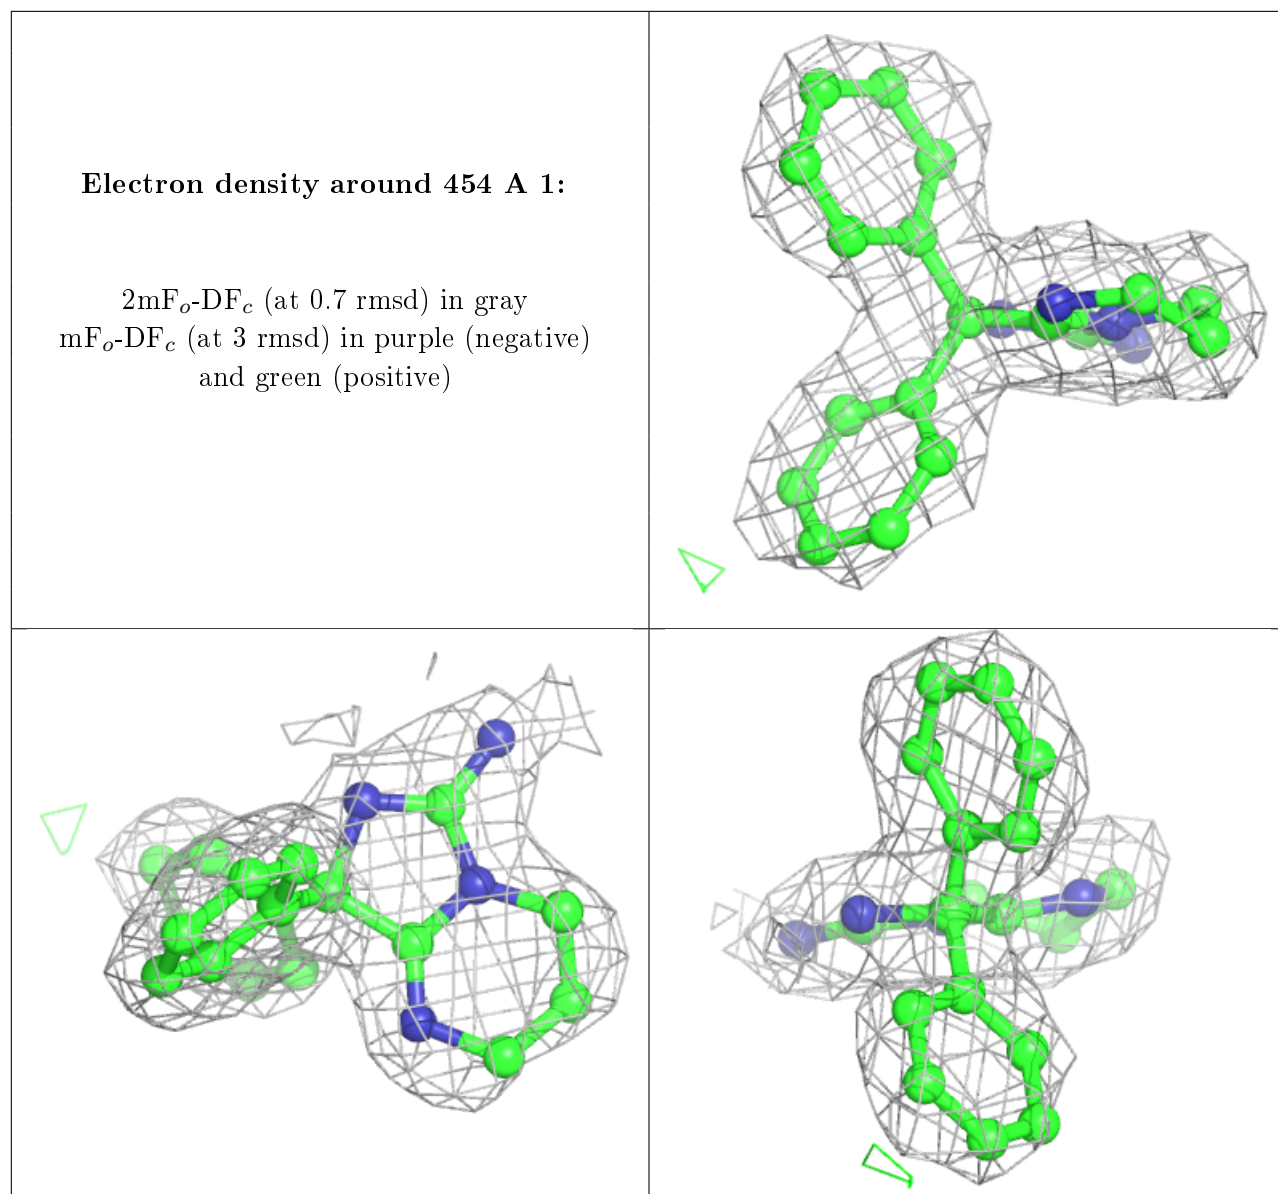 Electron density around 454 A 1:
2mFo-DFc (at 0.7 rmsd) in gray
mFo-DFc (at 3 rmsd) in purple (negative)
and green (positive)